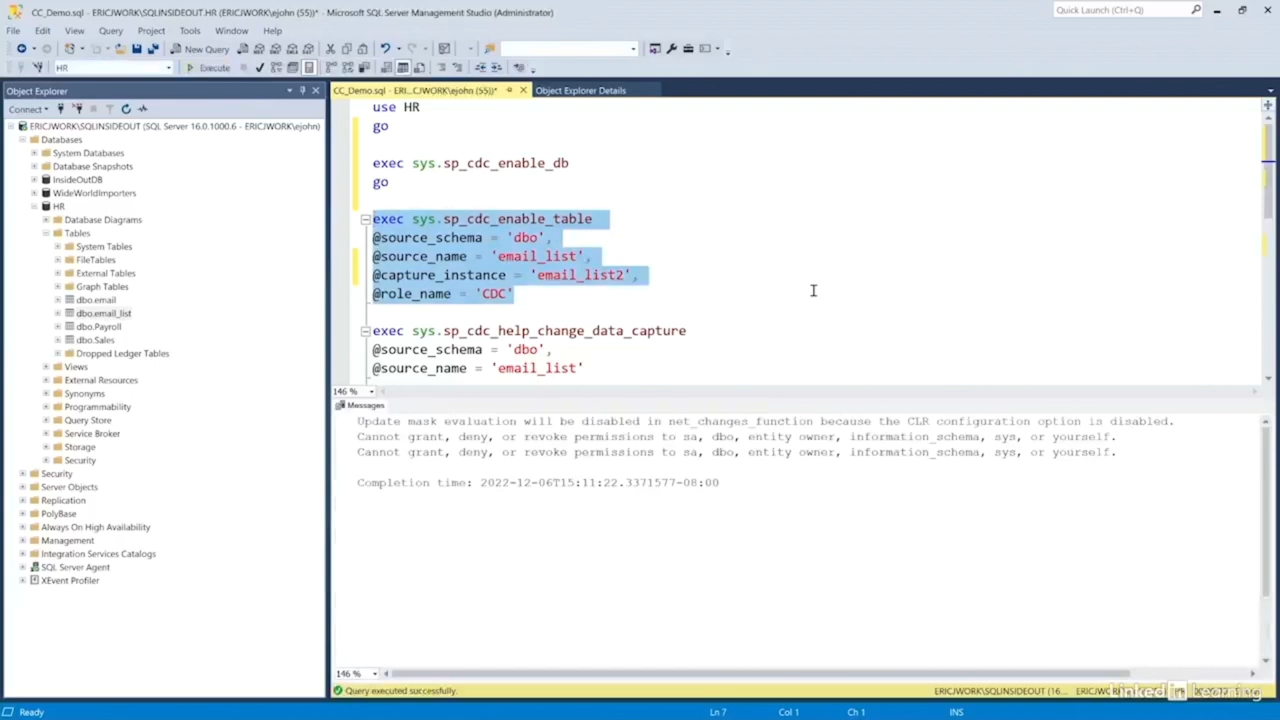 CC_Demo.sql - ERICJWORK\SQLINSIDEOUT.HR (ERICJWORK\ejohn (55))* - Microsoft SQL Server Management Studio (Administrator)
Quick Launch (Ctrl+Q)
File Edit View Query Project Tools Window Help
New Query
HR
Execute
Object Explorer
CC_Demo.sql - ERI...CJWORK\ejohn (55))*
Object Explorer Details
Connect
ERICJWORK\SQLINSIDEOUT (SQL Server 16.0.1000.6 - ERICJWORK\ejohn)
Databases
System Databases
Database Snapshots
InsideOutDB
WideWorldImporters
HR
Database Diagrams
Tables
System Tables
FileTables
External Tables
Graph Tables
dbo.email
dbo.email_list
dbo.Payroll
dbo.Sales
Dropped Ledger Tables
Views
External Resources
Synonyms
Programmability
Query Store
Service Broker
Storage
Security
Security
Server Objects
Replication
PolyBase
Always On High Availability
Management
Integration Services Catalogs
SQL Server Agent
XEvent Profiler
use HR
go
exec sys.sp_cdc_enable_db
go
exec sys.sp_cdc_enable_table
@source_schema = 'dbo',
@source_name = 'email_list',
@capture_instance = 'email_list2',
@role_name = 'CDC'
exec sys.sp_cdc_help_change_data_capture
@source_schema = 'dbo',
@source_name = 'email_list'
146 %
Messages
Update mask evaluation will be disabled in net_changes_function because the CLR configuration option is disabled.
Cannot grant, deny, or revoke permissions to sa, dbo, entity owner, information_schema, sys, or yourself.
Cannot grant, deny, or revoke permissions to sa, dbo, entity owner, information_schema, sys, or yourself.
Completion time: 2022-12-06T15:11:22.3371577-08:00
146 %
Query executed successfully.
ERICJWORK\SQLINSIDEOUT (16...
LinkedIn Learning
Ready
Ln 7
Col 1
Ch 1
INS